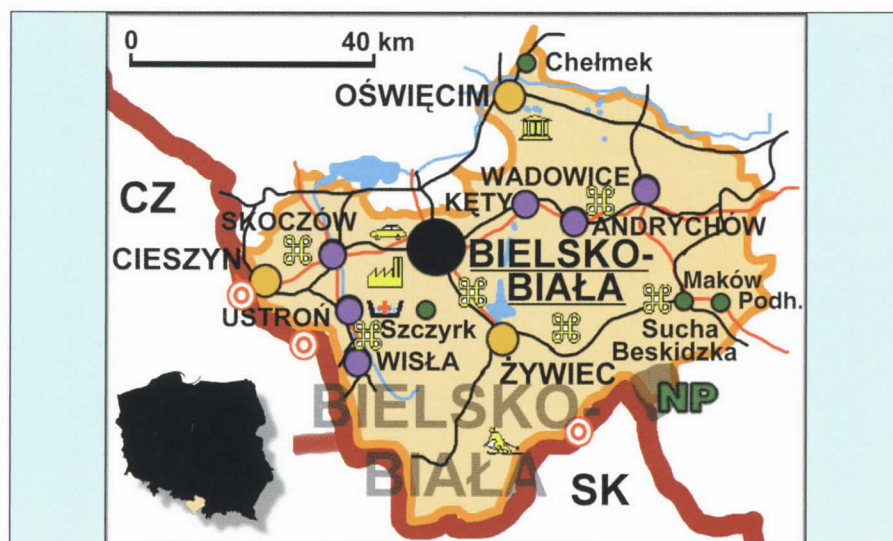 0 40 km
Chełmek
OŚWIĘCIM
CZ
WADOWICE
KĘTY
SKOCZÓW
ANDRYCHÓW
CIESZYN
BIELSKO-
BIAŁA
Maków
Podh.
USTROŃ
Szczyrk
Sucha
Beskidzka
WISŁA
ŻYWIEC
NP
BIELSKO-
BIAŁA
SK